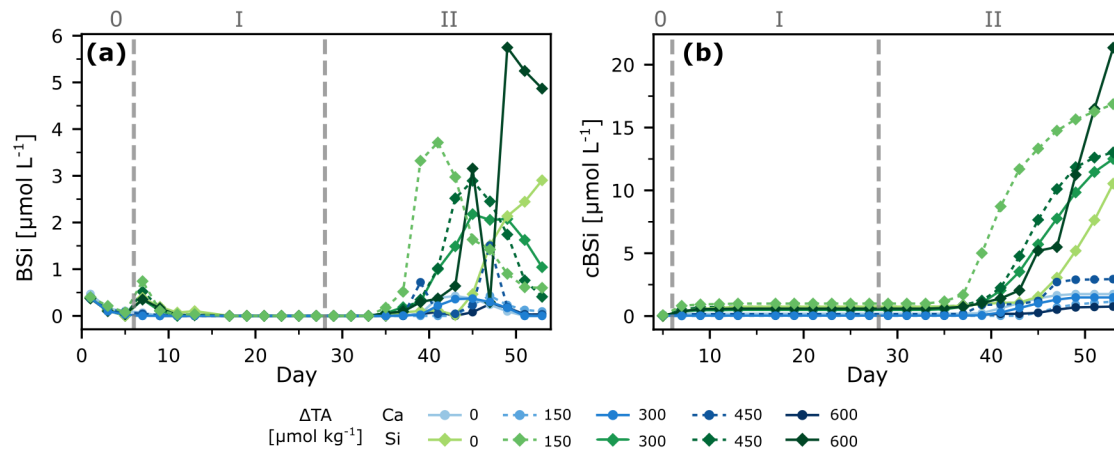 0 I II
(a)
BSi [µmol L⁻¹]
6
5
4
3
2
1
0
0 10 20 30 40 50
Day
0 I II
(b)
cBSi [µmol L⁻¹]
20
15
10
5
0
10 20 30 40 50
Day
ΔTA Ca 0 150 300 450 600
[µmol kg⁻¹] Si 0 150 300 450 600